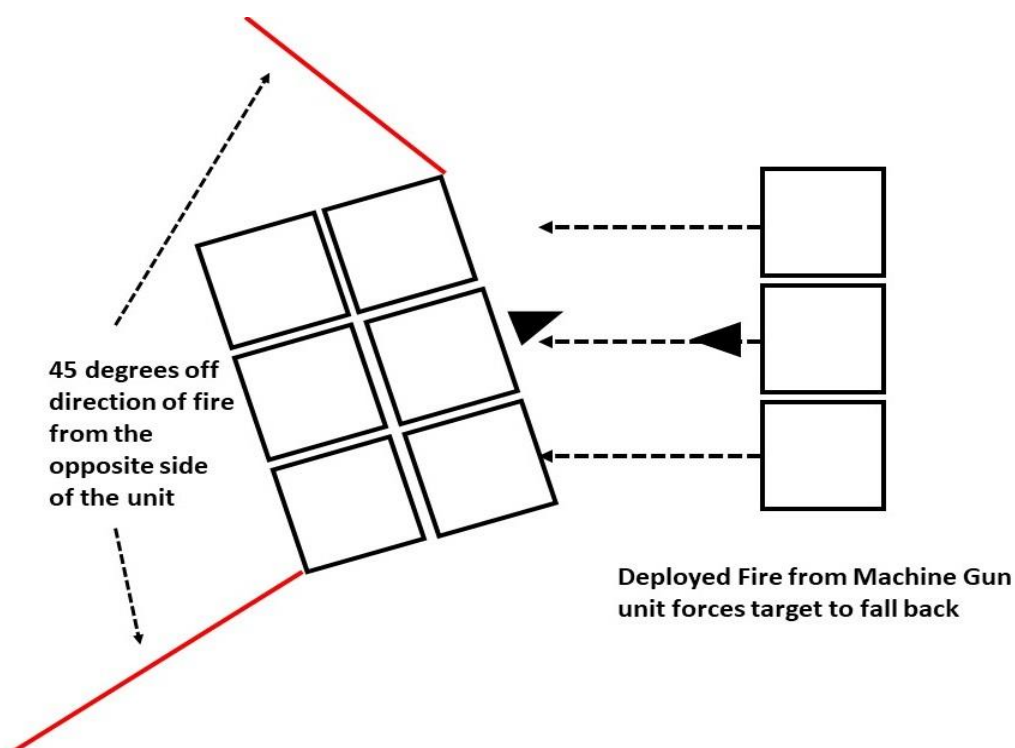 45 degrees off
direction of fire
from the
opposite side
of the unit
Deployed Fire from Machine Gun
unit forces target to fall back